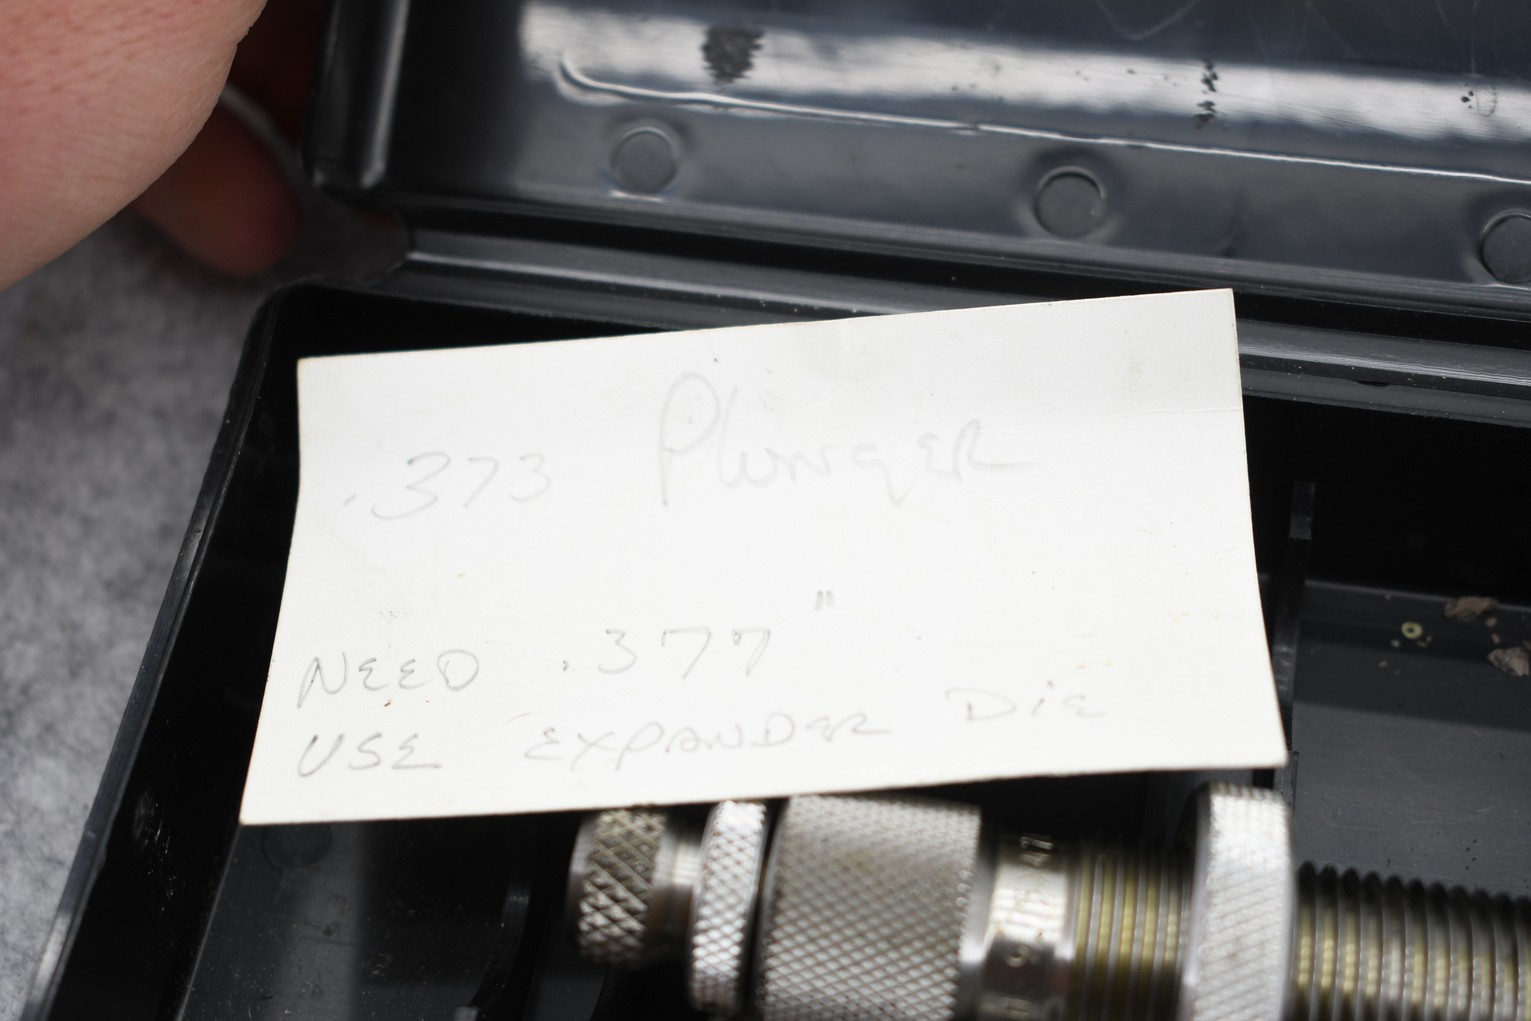 .373 Plunger
NEED .377"
USE EXPANDER DiE